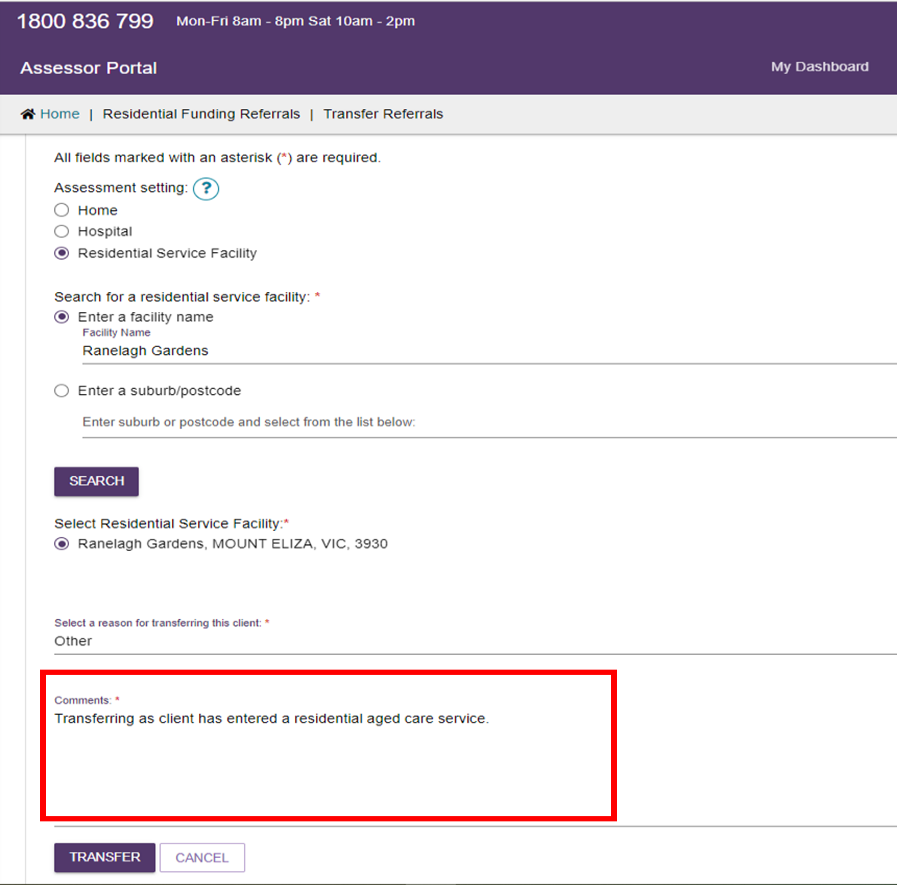 1800 836 799 Mon-Fri 8am - 8pm Sat 10am - 2pm
Assessor Portal My Dashboard
Home | Residential Funding Referrals | Transfer Referrals
All fields marked with an asterisk (*) are required.
Assessment setting: ?
Home
Hospital
Residential Service Facility
Search for a residential service facility: *
Enter a facility name
Facility Name
Ranelagh Gardens
Enter a suburb/postcode
Enter suburb or postcode and select from the list below:
SEARCH
Select Residential Service Facility:*
Ranelagh Gardens, MOUNT ELIZA, VIC, 3930
Select a reason for transferring this client: *
Other
Comments: *
Transferring as client has entered a residential aged care service.
TRANSFER CANCEL